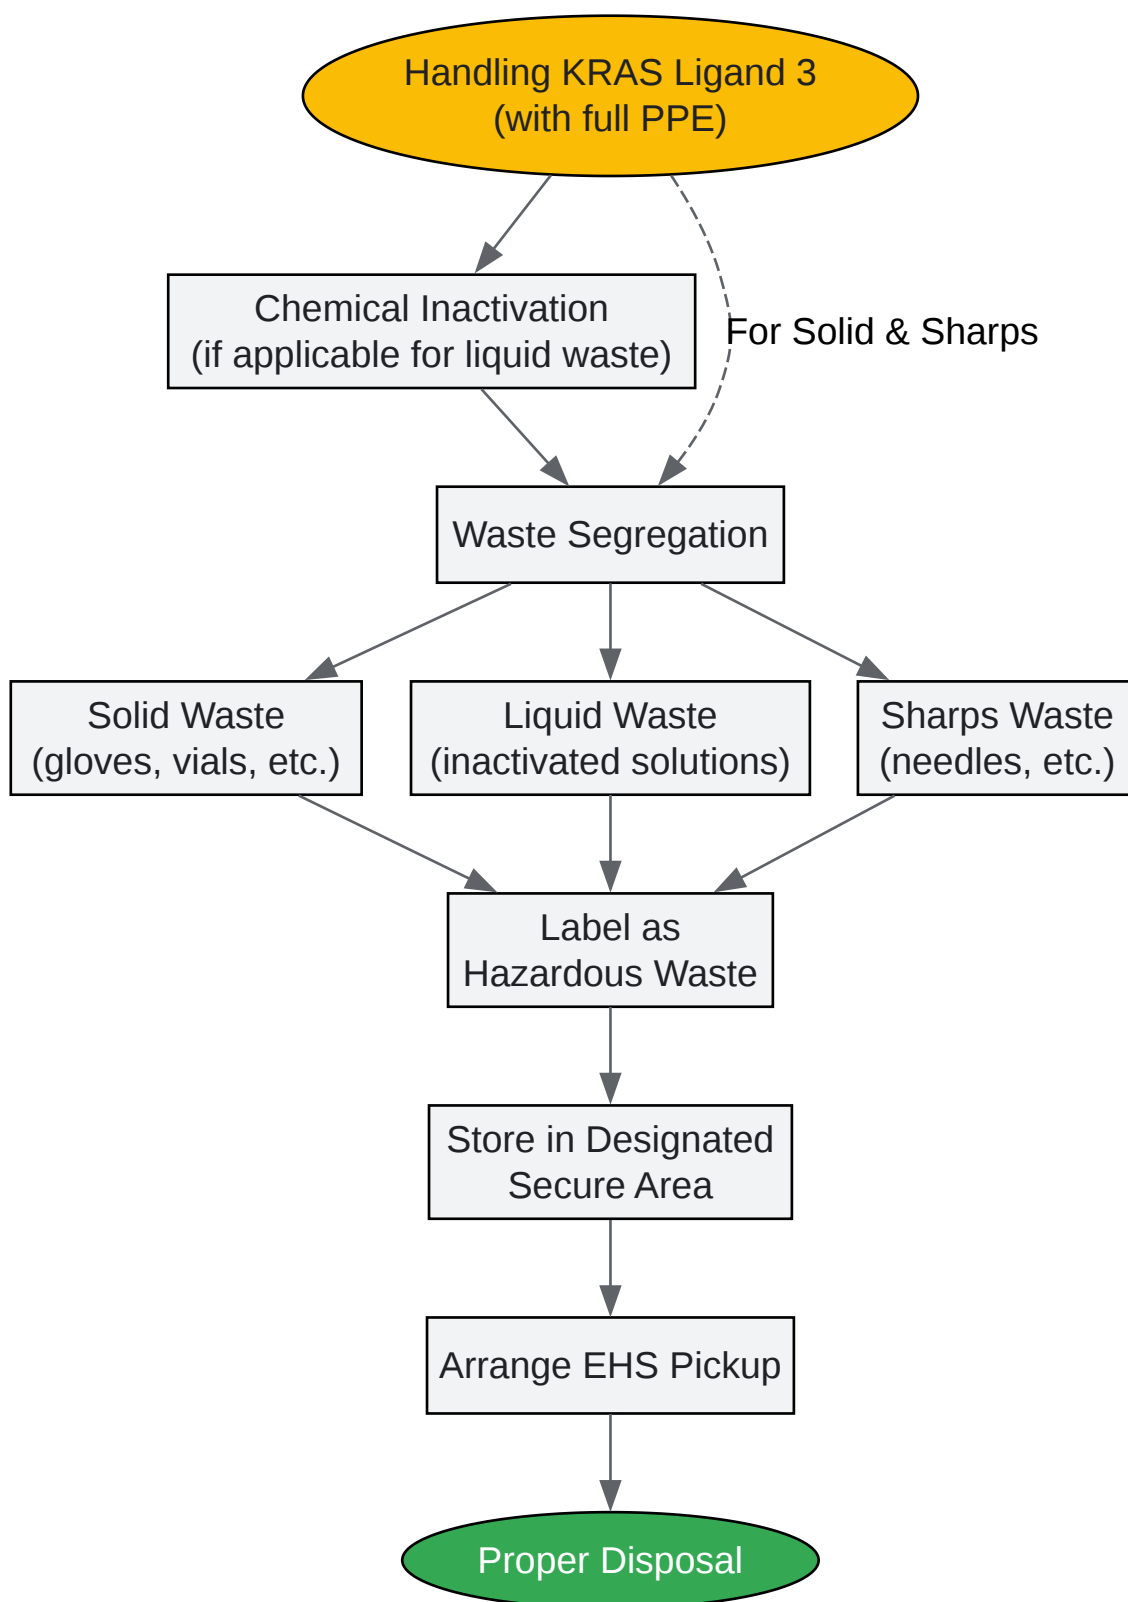 Handling KRAS Ligand 3
(with full PPE)
Chemical Inactivation
(if applicable for liquid waste)
For Solid & Sharps
Waste Segregation
Solid Waste
(gloves, vials, etc.)
Liquid Waste
(inactivated solutions)
Sharps Waste
(needles, etc.)
Label as
Hazardous Waste
Store in Designated
Secure Area
Arrange EHS Pickup
Proper Disposal